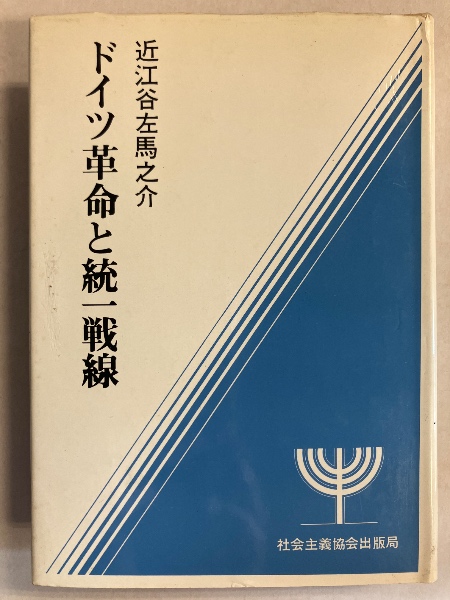 近江谷左馬之介
ドイツ革命と統一戦線
社会主義協会出版局